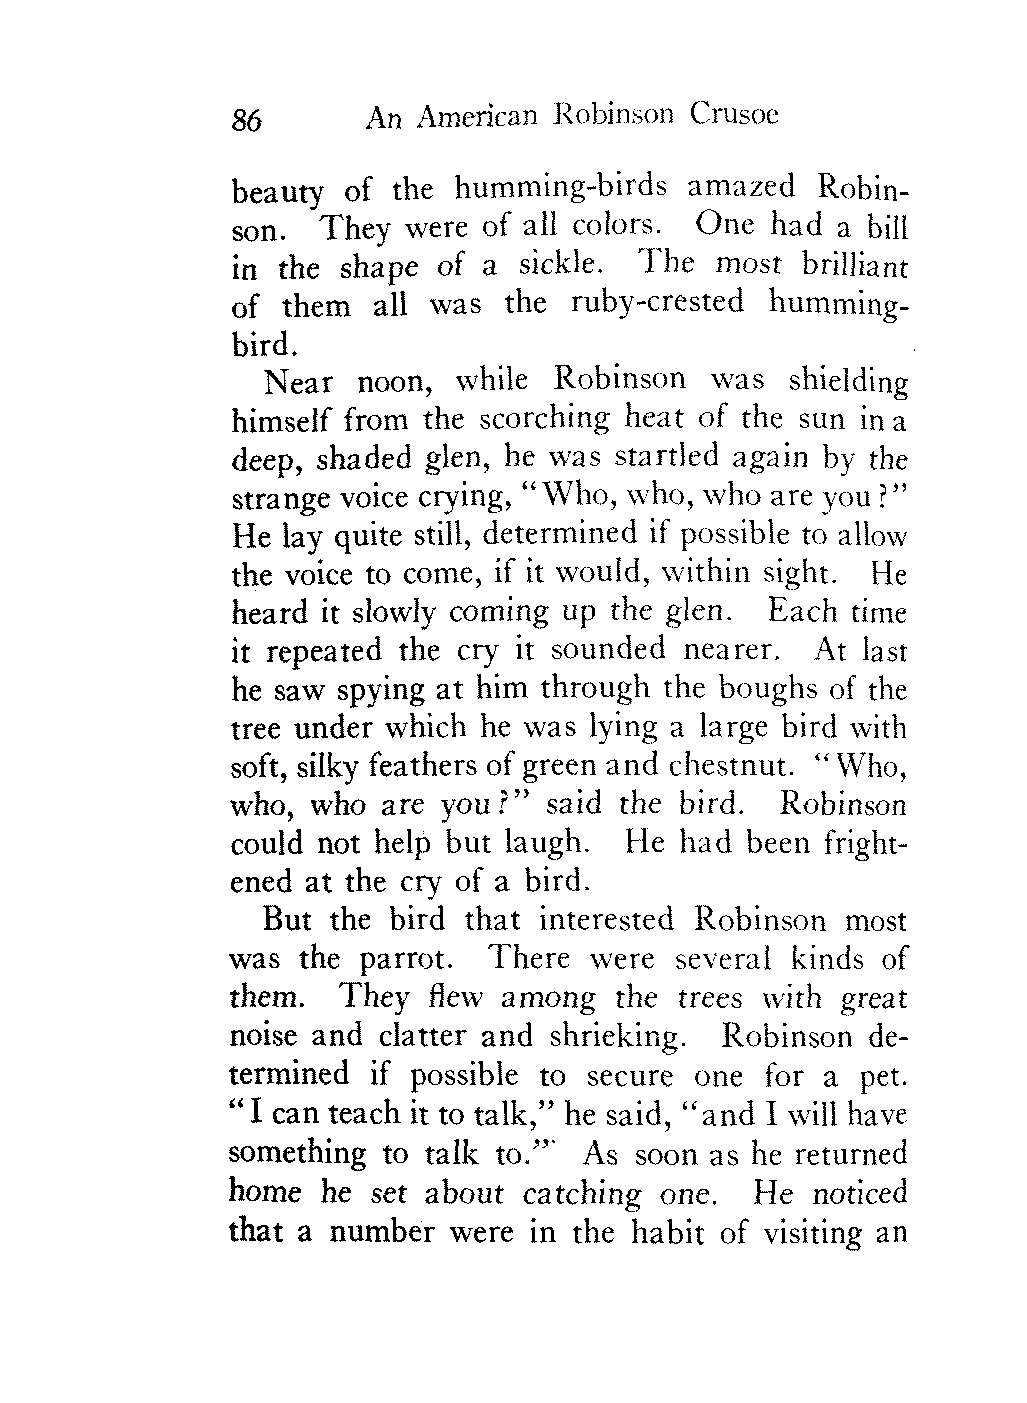 86 An American Robinson Crusoe
beauty of the humming-birds amazed Robin-
son. They were of all colors. One had a bill
in the shape of a sickle. The most brilliant
of them all was the ruby-crested humming-
bird.
Near noon, while Robinson was shielding
himself from the scorching heat of the sun in a
deep, shaded glen, he was startled again by the
strange voice crying, “Who, who, who are you?”
He lay quite still, determined if possible to allow
the voice to come, if it would, within sight. He
heard it slowly coming up the glen. Each time
it repeated the cry it sounded nearer. At last
he saw spying at him through the boughs of the
tree under which he was lying a large bird with
soft, silky feathers of green and chestnut. “Who,
who, who are you?” said the bird. Robinson
could not help but laugh. He had been fright-
ened at the cry of a bird.
But the bird that interested Robinson most
was the parrot. There were several kinds of
them. They flew among the trees with great
noise and clatter and shrieking. Robinson de-
termined if possible to secure one for a pet.
“I can teach it to talk,” he said, “and I will have
something to talk to.” As soon as he returned
home he set about catching one. He noticed
that a number were in the habit of visiting an